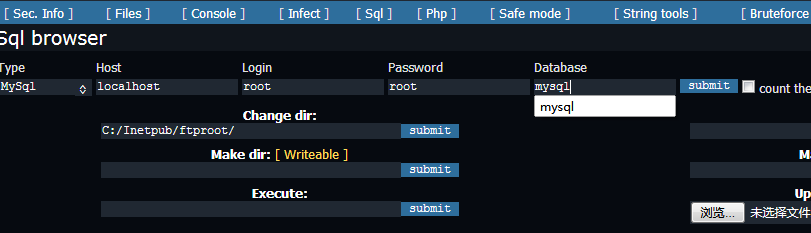 [ Sec. Info ] [ Files ] [ Console ] [ Infect ] [ Sql ] [ Php ] [ Safe mode ] [ String tools ] [ Bruteforce
Sql browser
Type Host Login Password Database
MySql localhost root root mysql submit count the
mysql
Change dir:
C:/Inetpub/ftproot/ submit
Make dir: [ Writeable ] Ma
submit
Execute: Up
submit 浏览... 未选择文件